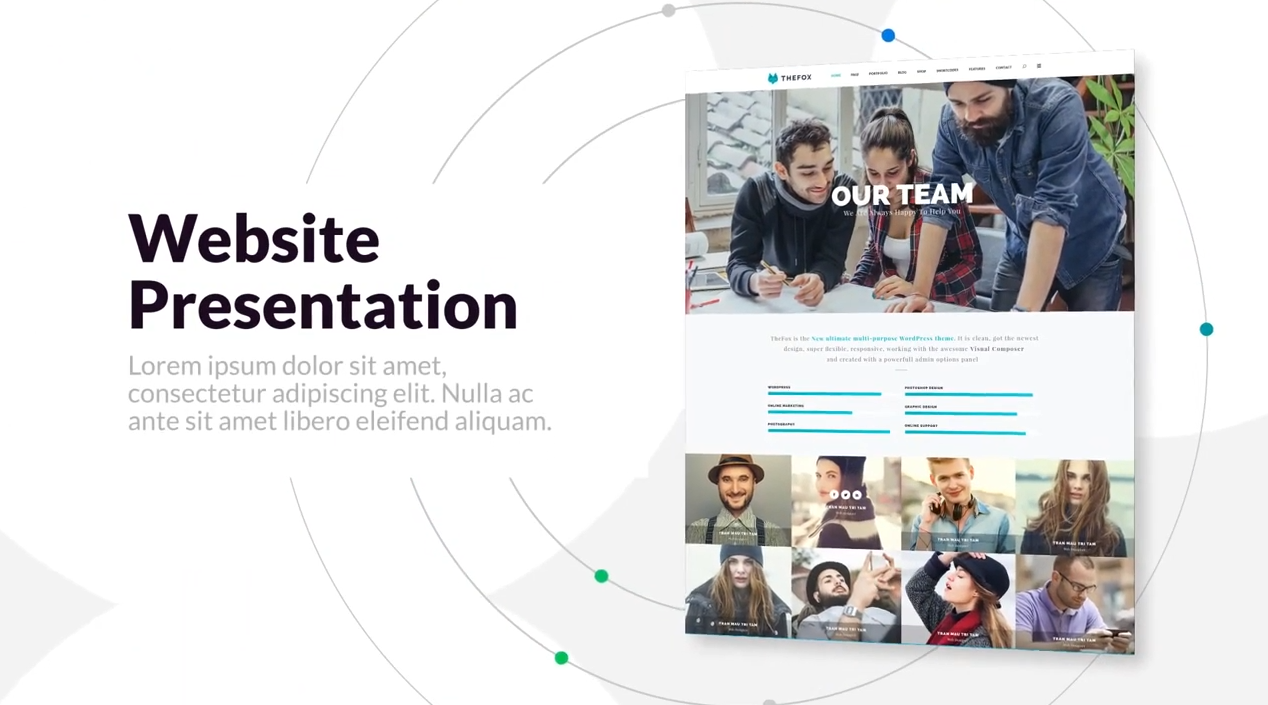 Website
Presentation
Lorem ipsum dolor sit amet,
consectetur adipiscing elit. Nulla ac
ante sit amet libero eleifend aliquam.
THEFOX
HOME PAGE PORTFOLIO BLOG SHOP SHORTCODES FEATURES CONTACT
OUR TEAM
We Are Always Happy To Help You
TheFox is the New ultimate multi-purpose WordPress theme. It is clean, got the newest
design, super flexible, responsive, working with the awesome Visual Composer
and created with a powerfull admin options panel
WORDPRESS
PHOTOSHOP DESIGN
ONLINE MARKETING
GRAPHIC DESIGN
PHOTOGRAPHY
ONLINE SUPPORT
TRAN MAU TRI TAM
TRAN MAU TRI TAM
TRAN MAU TRI TAM
TRAN MAU TRI TAM
TRAN MAU TRI TAM
TRAN MAU TRI TAM
TRAN MAU TRI TAM
TRAN MAU TRI TAM